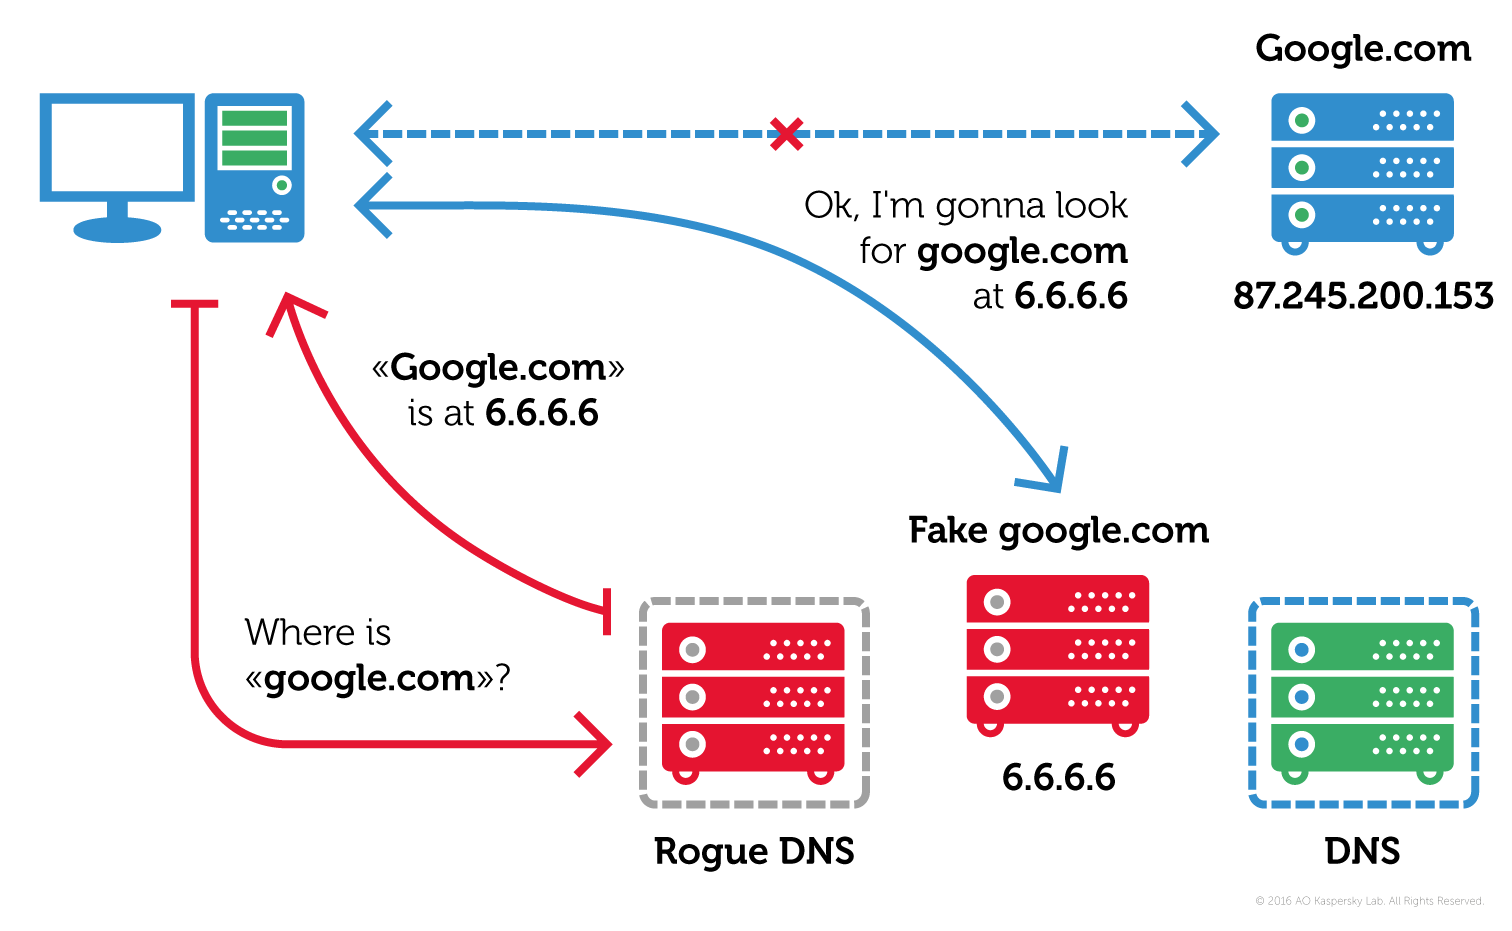 Google.com
87.245.200.153
Ok, I'm gonna look
for google.com
at 6.6.6.6
«Google.com»
is at 6.6.6.6
Where is
«google.com»?
Fake google.com
6.6.6.6
Rogue DNS
DNS
© 2016 AO Kaspersky Lab. All Rights Reserved.